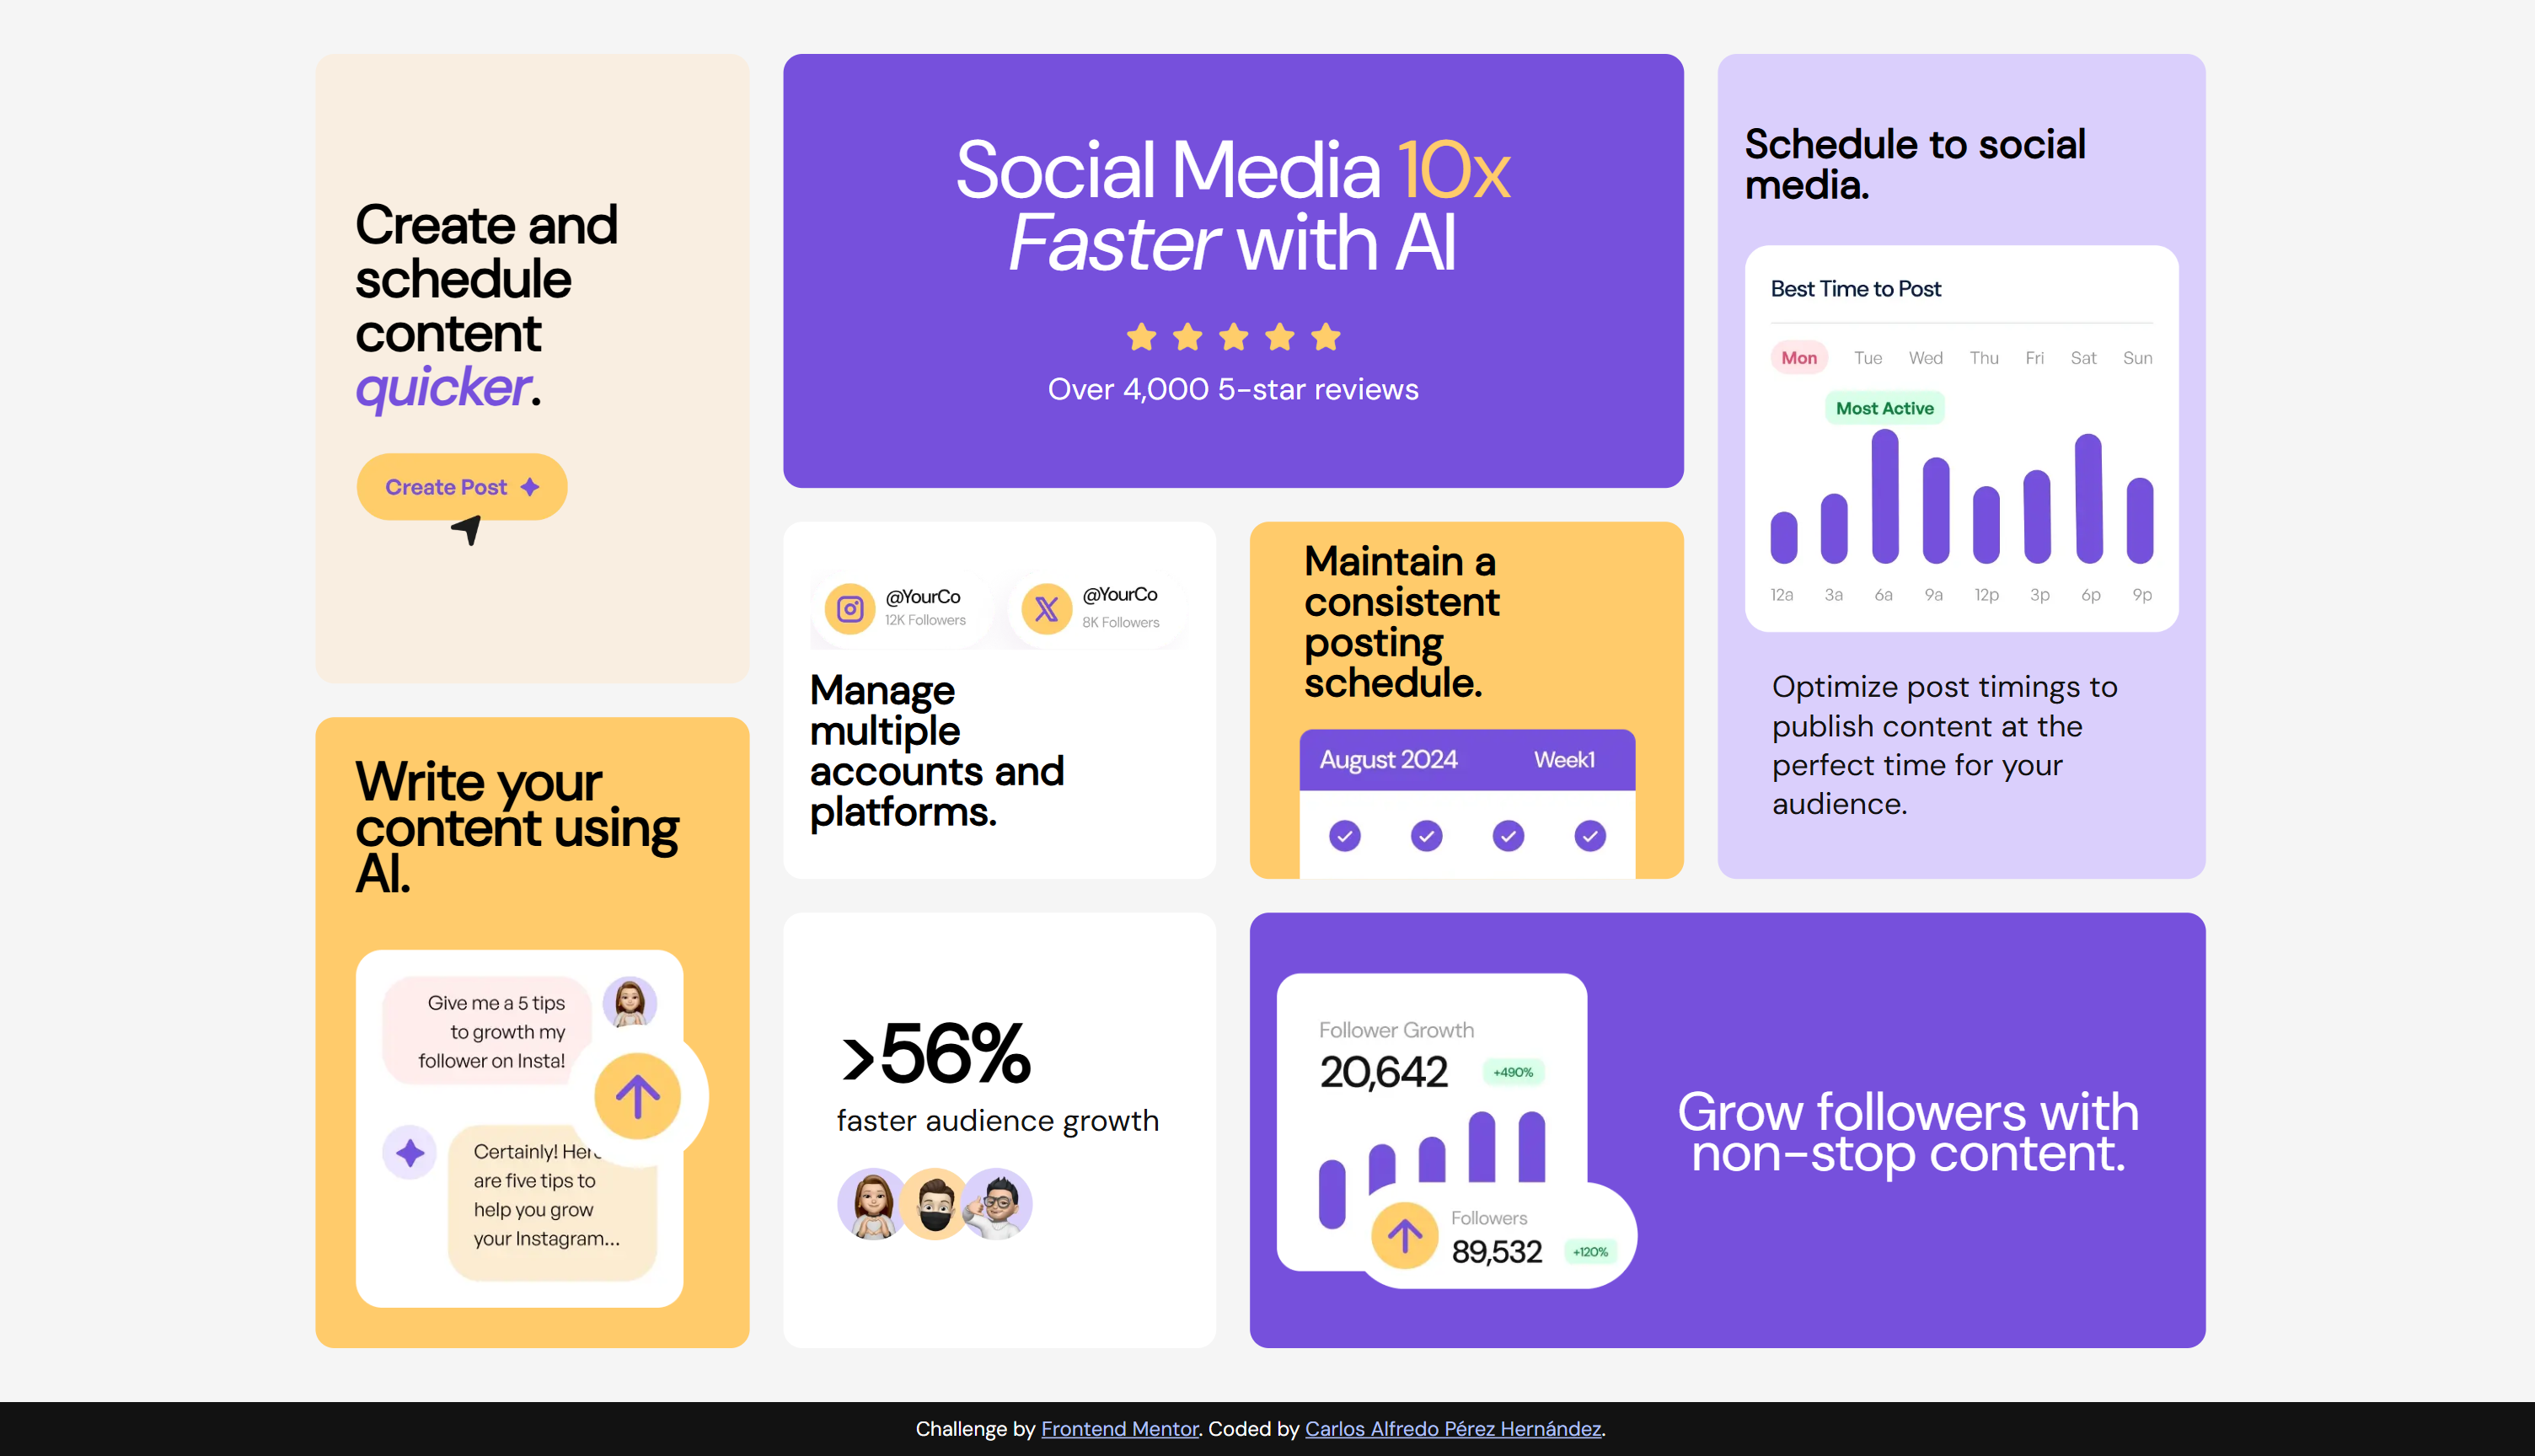 Create and
schedule
content
quicker.
Create Post
Social Media 10x
Faster with AI
Over 4,000 5-star reviews
Schedule to social
media.
Best Time to Post
Mon Tue Wed Thu Fri Sat Sun
Most Active
12a 3a 6a 9a 12p 3p 6p 9p
Optimize post timings to
publish content at the
perfect time for your
audience.
@YourCo
12K Followers
@YourCo
8K Followers
Manage
multiple
accounts and
platforms.
Maintain a
consistent
posting
schedule.
August 2024 Week1
Write your
content using
AI.
Give me a 5 tips
to growth my
follower on Insta!
Certainly! Here
are five tips to
help you grow
your Instagram...
>56%
faster audience growth
Follower Growth
20,642 +490%
Followers
89,532 +120%
Grow followers with
non-stop content.
Challenge by Frontend Mentor. Coded by Carlos Alfredo Pérez Hernández.